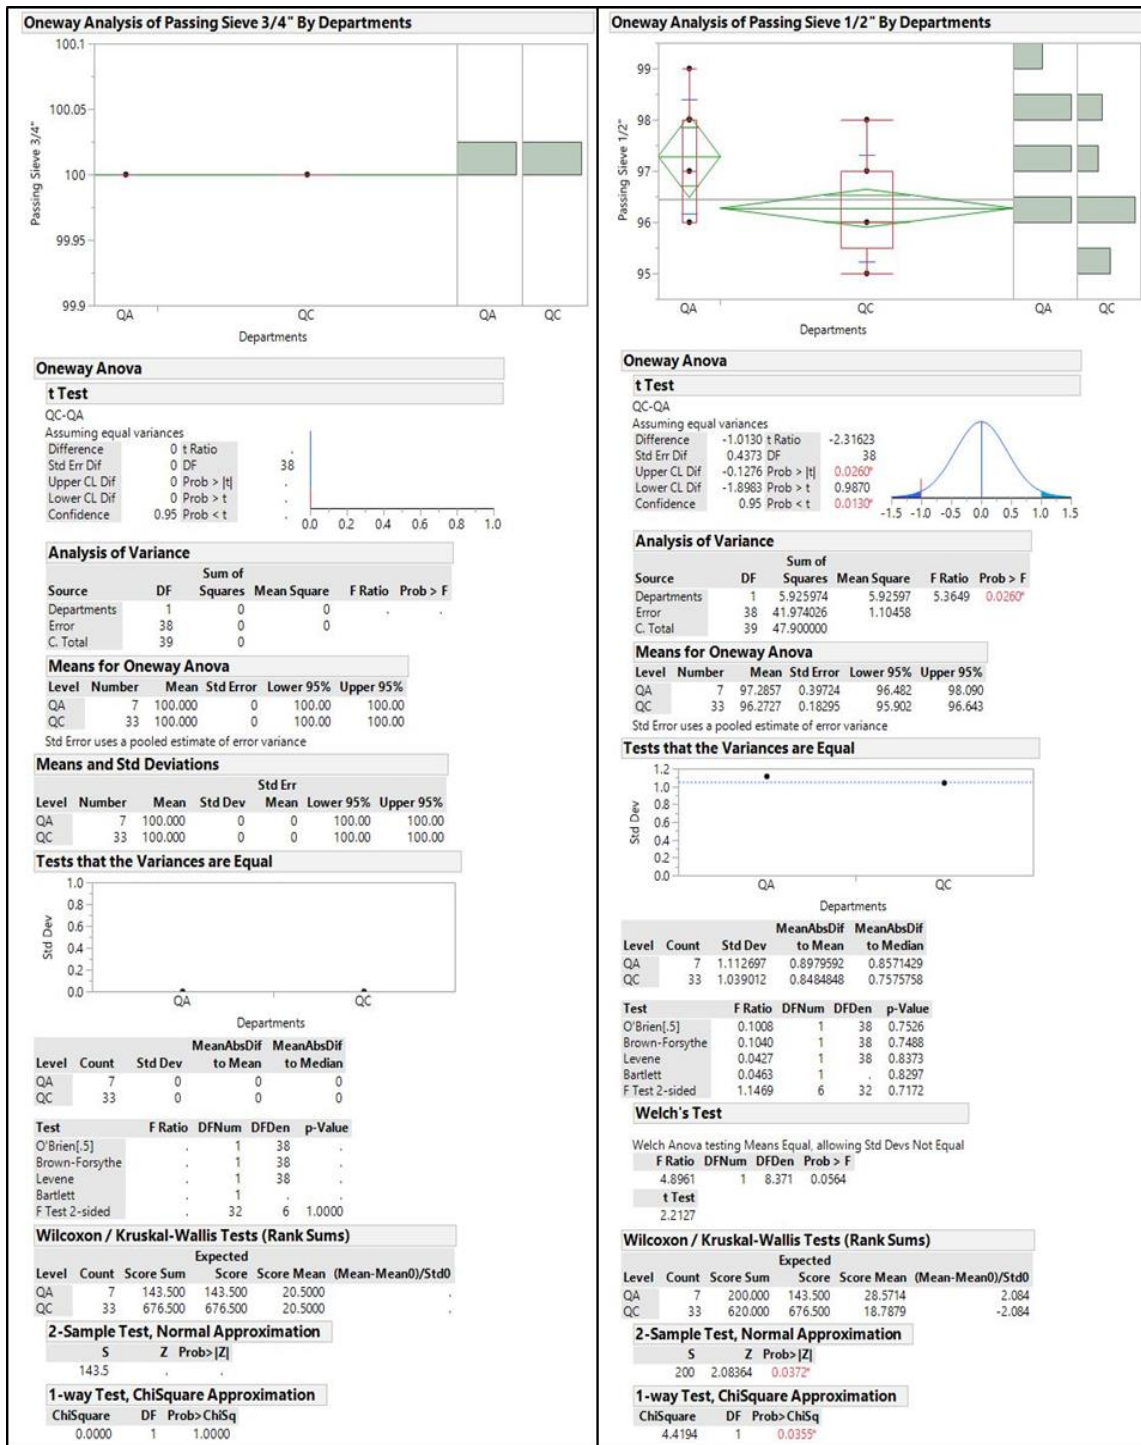 Oneway Analysis of Passing Sieve 3/4" By Departments
100.1
100.05
100
99.95
99.9
Passing Sieve 3/4"
QA QC QA QC
Departments
Oneway Anova
t Test
QC-QA
Assuming equal variances
Difference 0 t Ratio .
Std Err Dif 0 DF 38
Upper CL Dif 0 Prob > |t| .
Lower CL Dif 0 Prob > t .
Confidence 0.95 Prob < t .
0.0 0.2 0.4 0.6 0.8 1.0
Analysis of Variance
Sum of
Source DF Squares Mean Square F Ratio Prob > F
Departments 1 0 0 . .
Error 38 0 0
C. Total 39 0
Means for Oneway Anova
Level Number Mean Std Error Lower 95% Upper 95%
QA 7 100.000 0 100.00 100.00
QC 33 100.000 0 100.00 100.00
Std Error uses a pooled estimate of error variance
Means and Std Deviations
Std Err
Level Number Mean Std Dev Mean Lower 95% Upper 95%
QA 7 100.000 0 0 100.00 100.00
QC 33 100.000 0 0 100.00 100.00
Tests that the Variances are Equal
1.0
0.8
0.6
0.4
0.2
0.0
Std Dev
QA QC
Departments
MeanAbsDif MeanAbsDif
Level Count Std Dev to Mean to Median
QA 7 0 0 0
QC 33 0 0 0
Test F Ratio DFNum DFDen p-Value
O'Brien[.5] . 1 38 .
Brown-Forsythe . 1 38 .
Levene . 1 38 .
Bartlett . 1 . .
F Test 2-sided . 32 6 1.0000
Wilcoxon / Kruskal-Wallis Tests (Rank Sums)
Expected
Level Count Score Sum Score Score Mean (Mean-Mean0)/Std0
QA 7 143.500 143.500 20.5000 .
QC 33 676.500 676.500 20.5000 .
2-Sample Test, Normal Approximation
S Z Prob>|Z|
143.5 . .
1-way Test, ChiSquare Approximation
ChiSquare DF Prob>ChiSq
0.0000 1 1.0000
Oneway Analysis of Passing Sieve 1/2" By Departments
99
98
97
96
95
Passing Sieve 1/2"
QA QC QA QC
Departments
Oneway Anova
t Test
QC-QA
Assuming equal variances
Difference -1.0130 t Ratio -2.31623
Std Err Dif 0.4373 DF 38
Upper CL Dif -0.1276 Prob > |t| 0.0260*
Lower CL Dif -1.8983 Prob > t 0.9870
Confidence 0.95 Prob < t 0.0130*
-1.5 -1.0 -0.5 0.0 0.5 1.0 1.5
Analysis of Variance
Sum of
Source DF Squares Mean Square F Ratio Prob > F
Departments 1 5.925974 5.92597 5.3649 0.0260*
Error 38 41.974026 1.10458
C. Total 39 47.900000
Means for Oneway Anova
Level Number Mean Std Error Lower 95% Upper 95%
QA 7 97.2857 0.39724 96.482 98.090
QC 33 96.2727 0.18295 95.902 96.643
Std Error uses a pooled estimate of error variance
Tests that the Variances are Equal
1.2
1.0
0.8
0.6
0.4
0.2
0.0
Std Dev
QA QC
Departments
MeanAbsDif MeanAbsDif
Level Count Std Dev to Mean to Median
QA 7 1.112697 0.8979592 0.8571429
QC 33 1.039012 0.8484848 0.7575758
Test F Ratio DFNum DFDen p-Value
O'Brien[.5] 0.1008 1 38 0.7526
Brown-Forsythe 0.1040 1 38 0.7488
Levene 0.0427 1 38 0.8373
Bartlett 0.0463 1 . 0.8297
F Test 2-sided 1.1469 6 32 0.7172
Welch's Test
Welch Anova testing Means Equal, allowing Std Devs Not Equal
F Ratio DFNum DFDen Prob > F
4.8961 1 8.371 0.0564
t Test
2.2127
Wilcoxon / Kruskal-Wallis Tests (Rank Sums)
Expected
Level Count Score Sum Score Score Mean (Mean-Mean0)/Std0
QA 7 200.000 143.500 28.5714 2.084
QC 33 620.000 676.500 18.7879 -2.084
2-Sample Test, Normal Approximation
S Z Prob>|Z|
200 2.08364 0.0372*
1-way Test, ChiSquare Approximation
ChiSquare DF Prob>ChiSq
4.4194 1 0.0355*